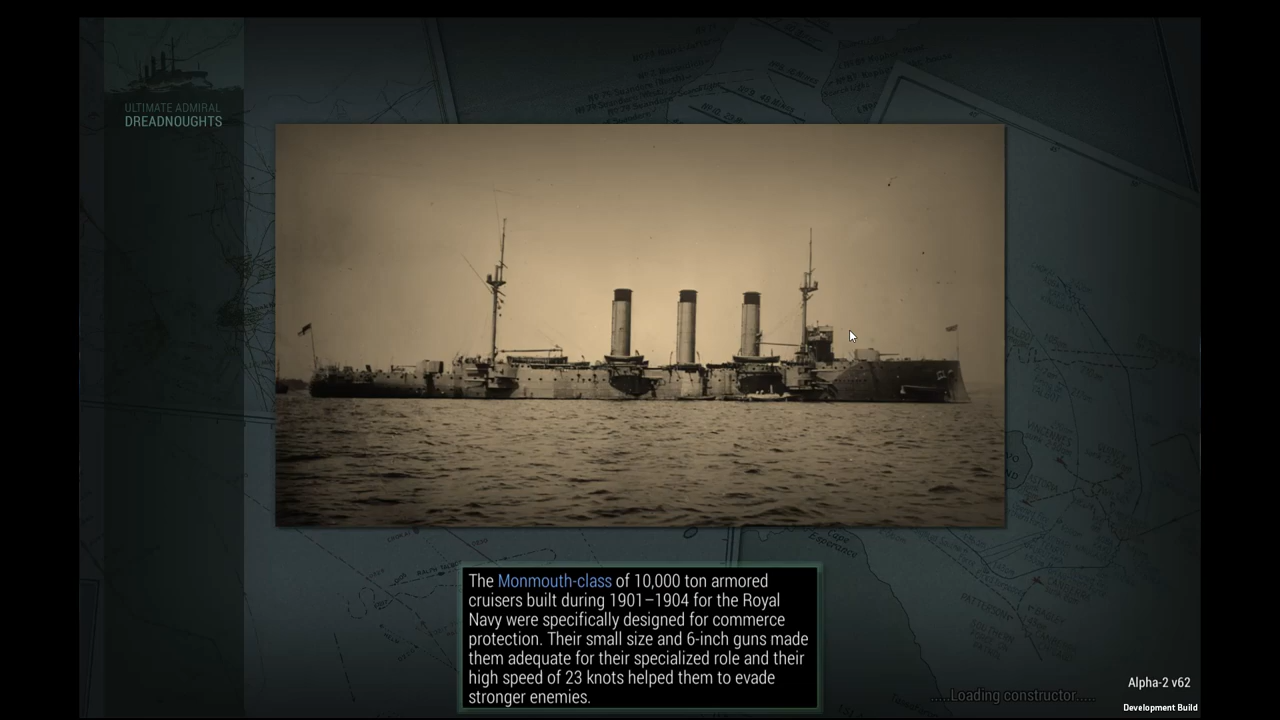 ULTIMATE ADMIRAL
DREADNOUGHTS
The Monmouth-class of 10,000 ton armored
cruisers built during 1901–1904 for the Royal
Navy were specifically designed for commerce
protection. Their small size and 6-inch guns made
them adequate for their specialized role and their
high speed of 23 knots helped them to evade
stronger enemies.
Cape
Esperance
.....Loading constructor.....
Alpha-2 v62
Development Build